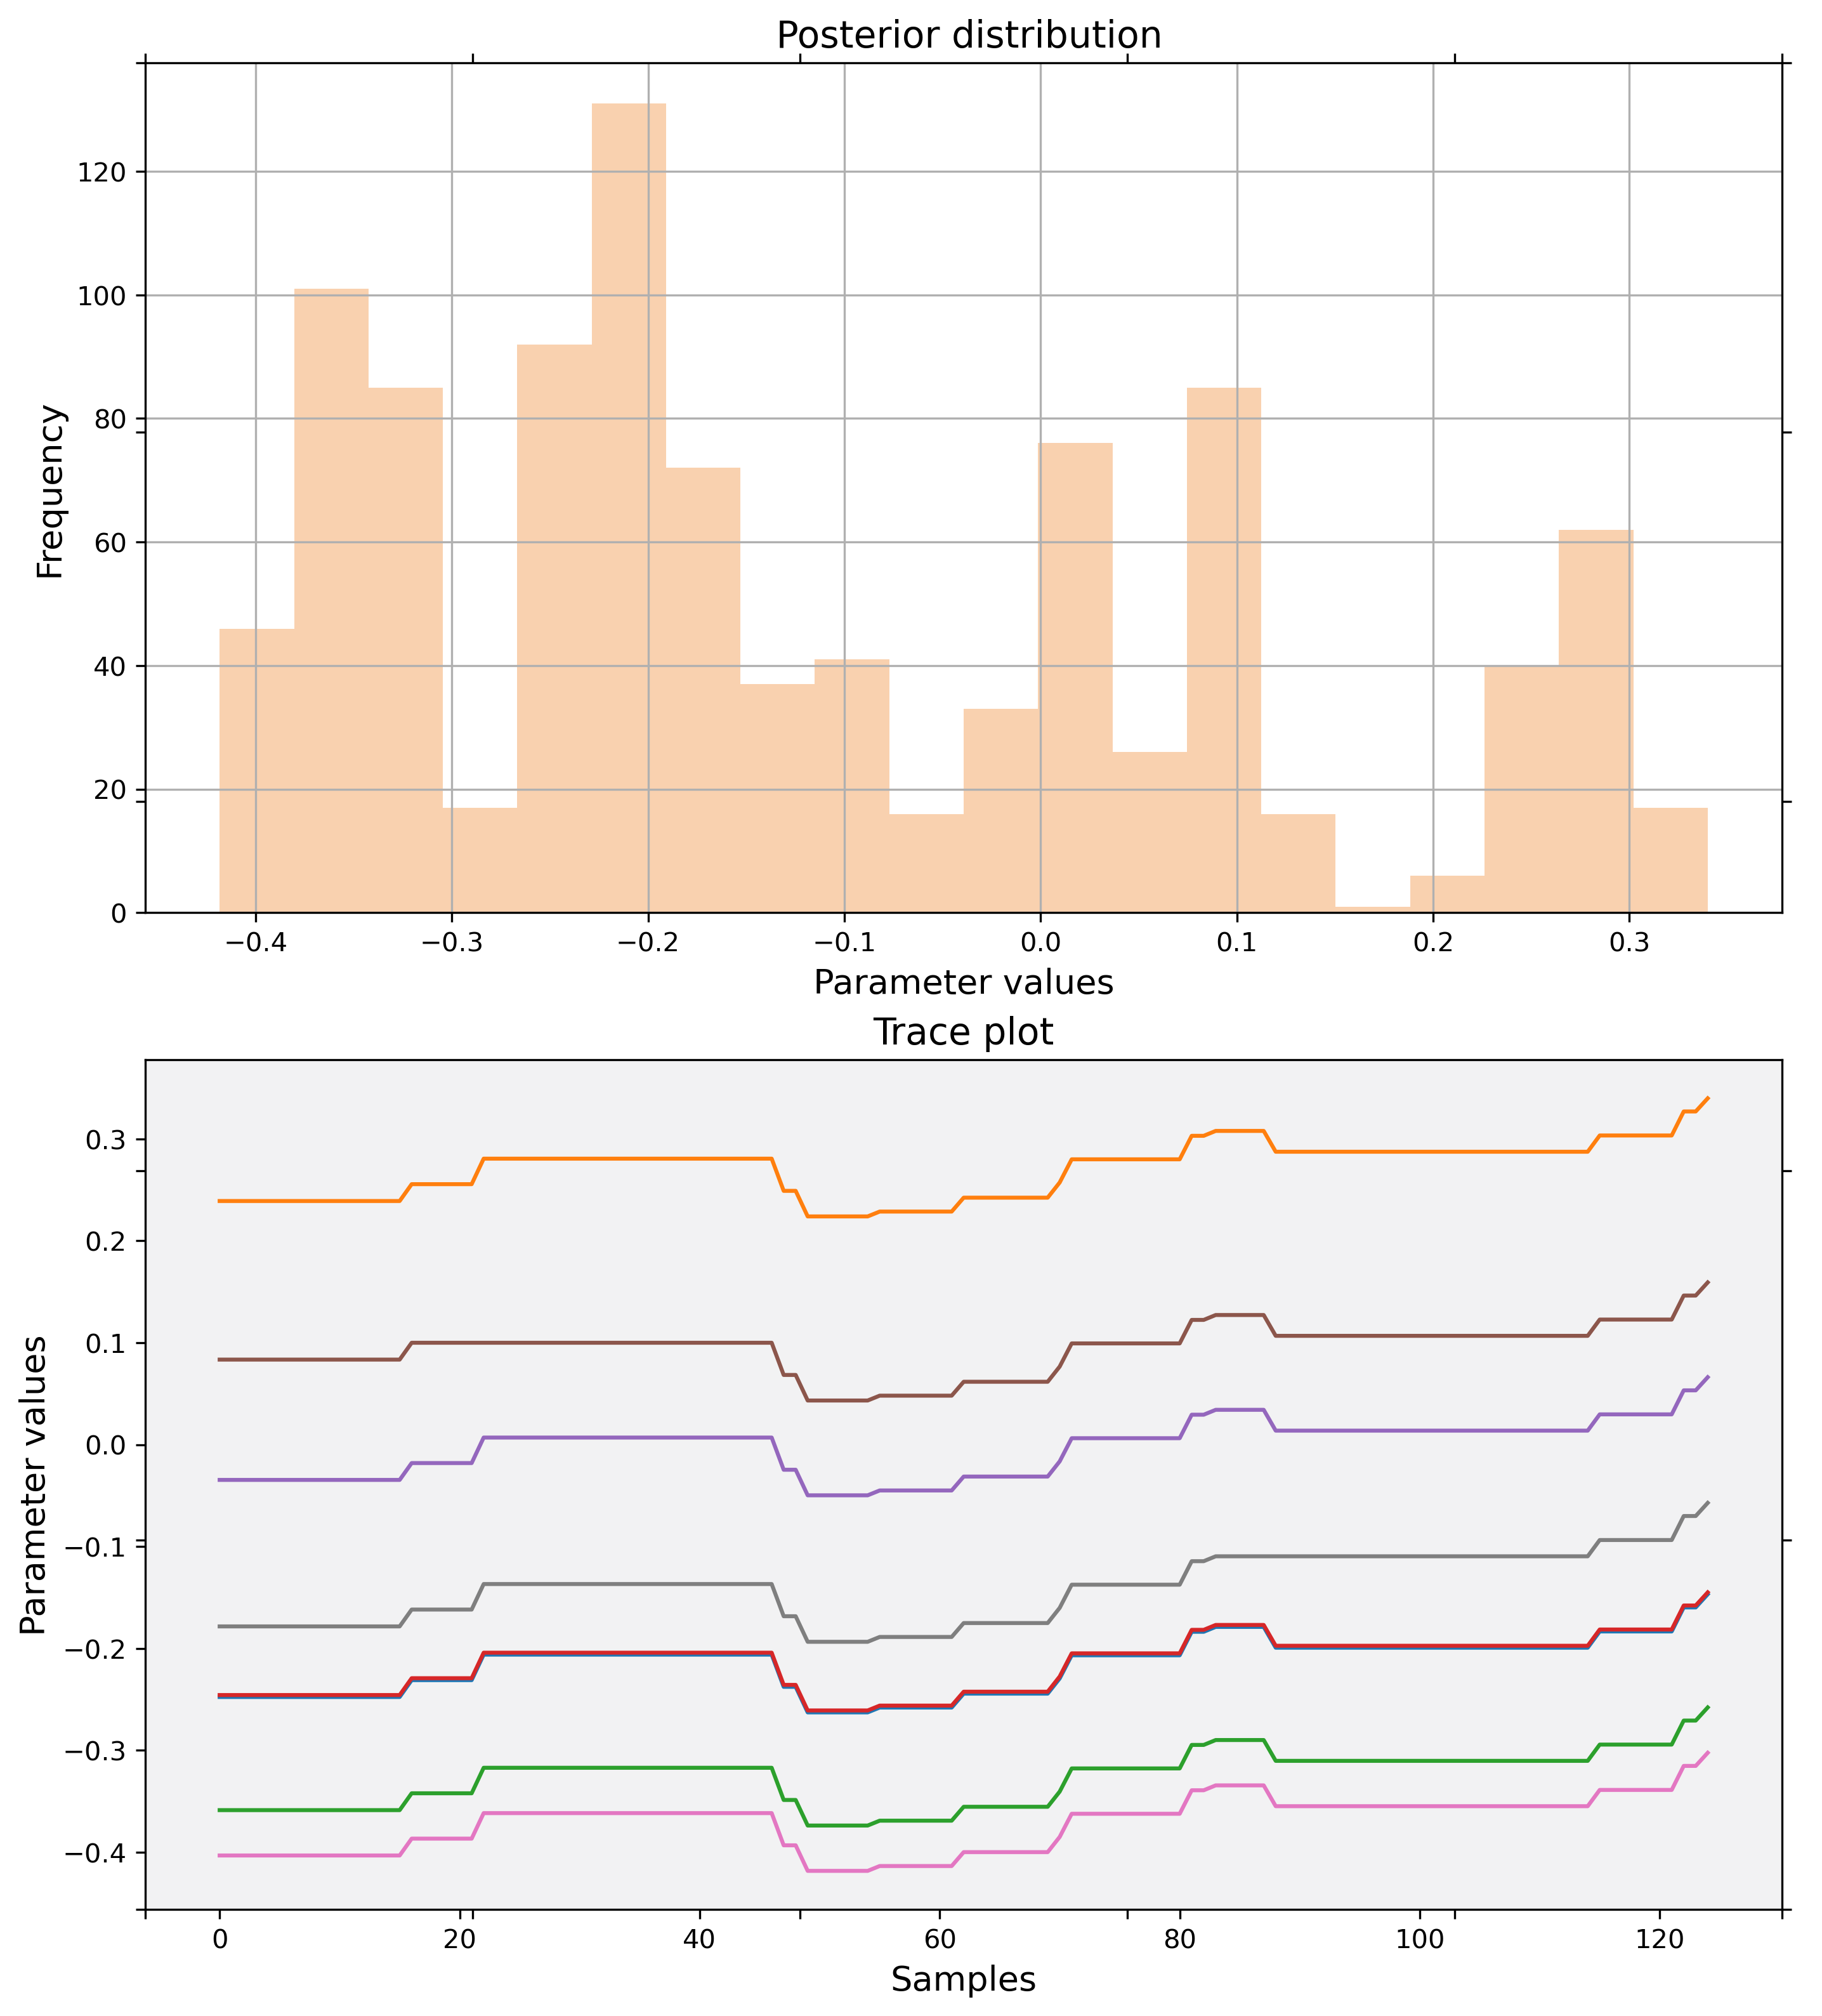 Posterior distribution
120
100
80
60
40
20
0
Frequency
−0.4 −0.3 −0.2 −0.1 0.0 0.1 0.2 0.3
Parameter values
Trace plot
0.3
0.2
0.1
0.0
−0.1
−0.2
−0.3
−0.4
Parameter values
0 20 40 60 80 100 120
Samples